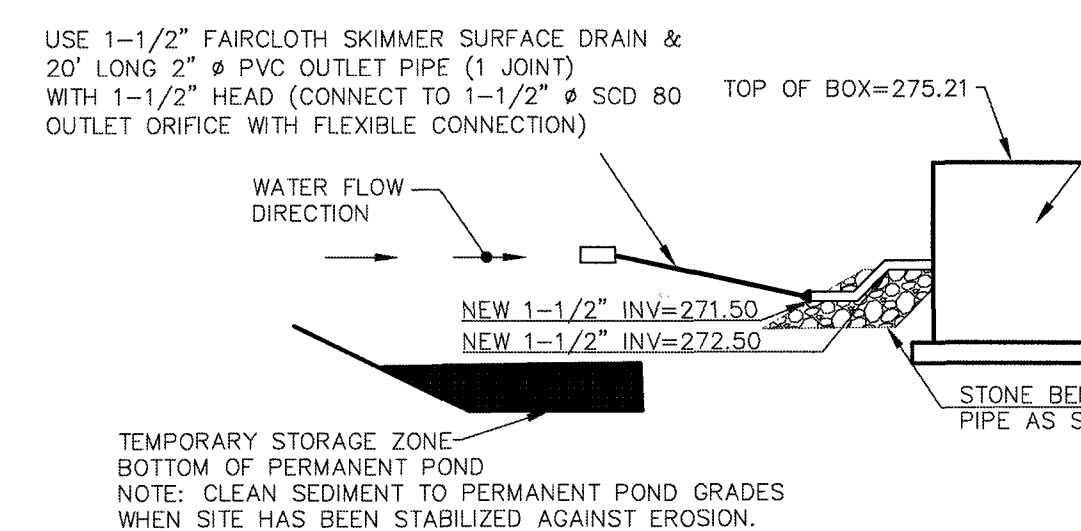 USE 1-1/2" FAIRCLOTH SKIMMER SURFACE DRAIN &
20' LONG 2" ø PVC OUTLET PIPE (1 JOINT)
WITH 1-1/2" HEAD (CONNECT TO 1-1/2" ø SCD 80
OUTLET ORIFICE WITH FLEXIBLE CONNECTION)
TOP OF BOX=275.21
WATER FLOW
DIRECTION
NEW 1-1/2" INV=271.50
NEW 1-1/2" INV=272.50
STONE
PIPE AS
TEMPORARY STORAGE ZONE
BOTTOM OF PERMANENT POND
NOTE: CLEAN SEDIMENT TO PERMANENT POND GRADES
WHEN SITE HAS BEEN STABILIZED AGAINST EROSION.